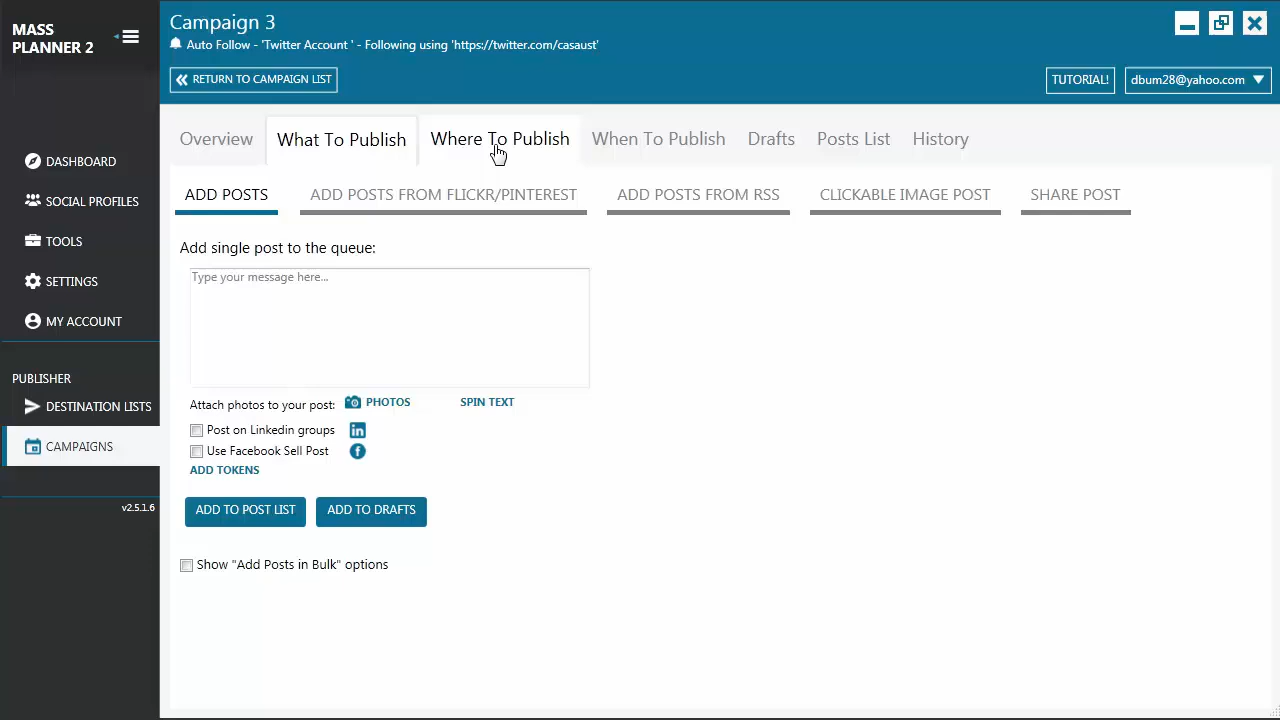 MASS
PLANNER 2
Campaign 3
Auto Follow - 'Twitter Account ' - Following using 'https://twitter.com/casaust'
RETURN TO CAMPAIGN LIST
TUTORIAL!
dbum28@yahoo.com
DASHBOARD
SOCIAL PROFILES
TOOLS
SETTINGS
MY ACCOUNT
PUBLISHER
DESTINATION LISTS
CAMPAIGNS
v2.5.1.6
Overview
What To Publish
Where To Publish
When To Publish
Drafts
Posts List
History
ADD POSTS
ADD POSTS FROM FLICKR/PINTEREST
ADD POSTS FROM RSS
CLICKABLE IMAGE POST
SHARE POST
Add single post to the queue:
Type your message here...
Attach photos to your post:
PHOTOS
SPIN TEXT
Post on Linkedin groups
Use Facebook Sell Post
ADD TOKENS
ADD TO POST LIST
ADD TO DRAFTS
Show "Add Posts in Bulk" options